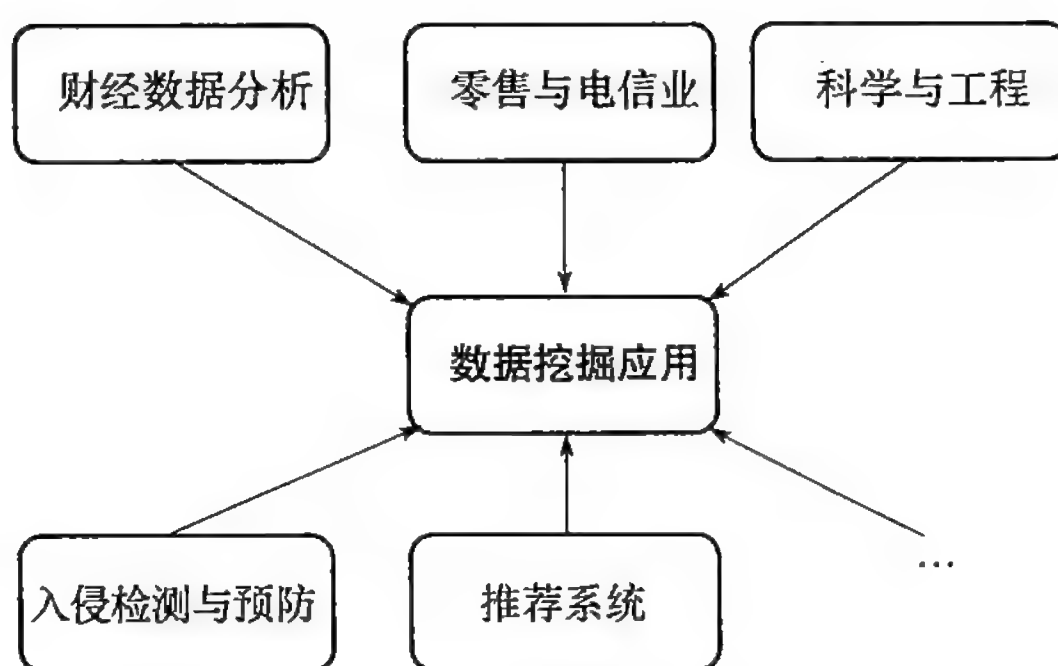 财经数据分析
零售与电信业
科学与工程
数据挖掘应用
入侵检测与预防
推荐系统
...